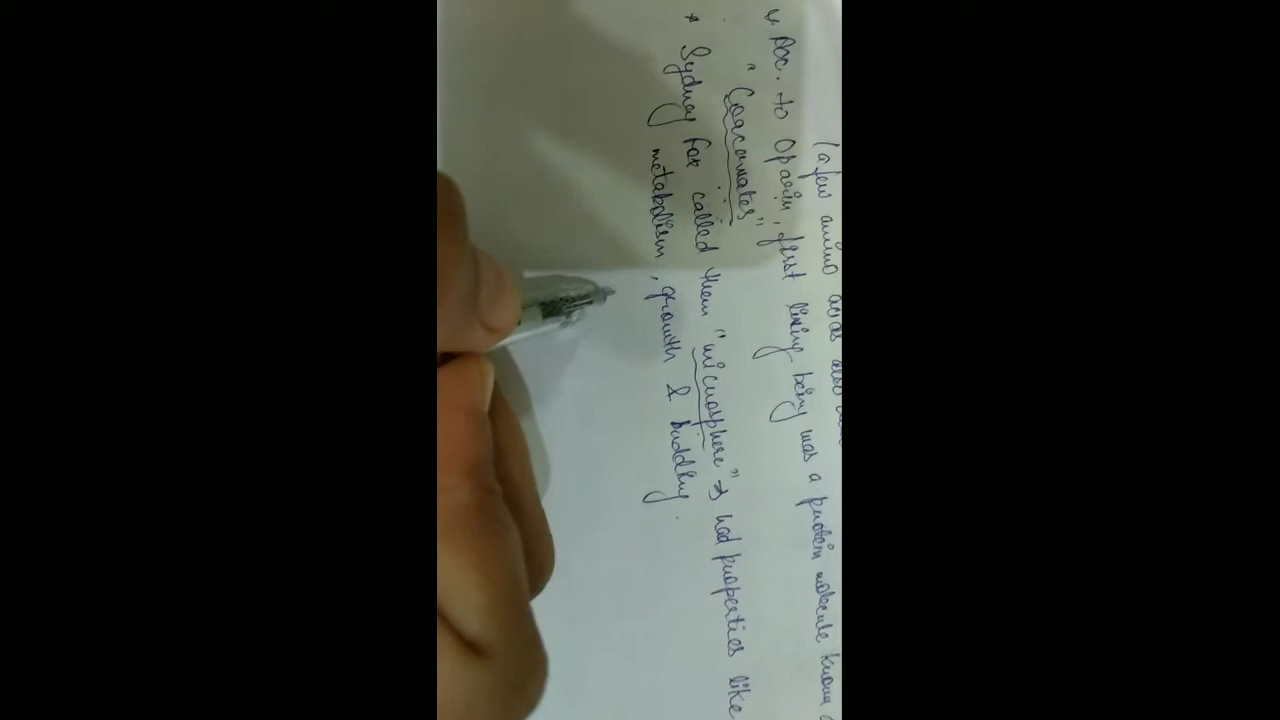 (a few amino acids also
* Acc. to Oparin, first living being was a protein molecule known
"Coacervates"
* Sydney Fox called them "microsphere" → had properties like
metabolism, growth & budding.